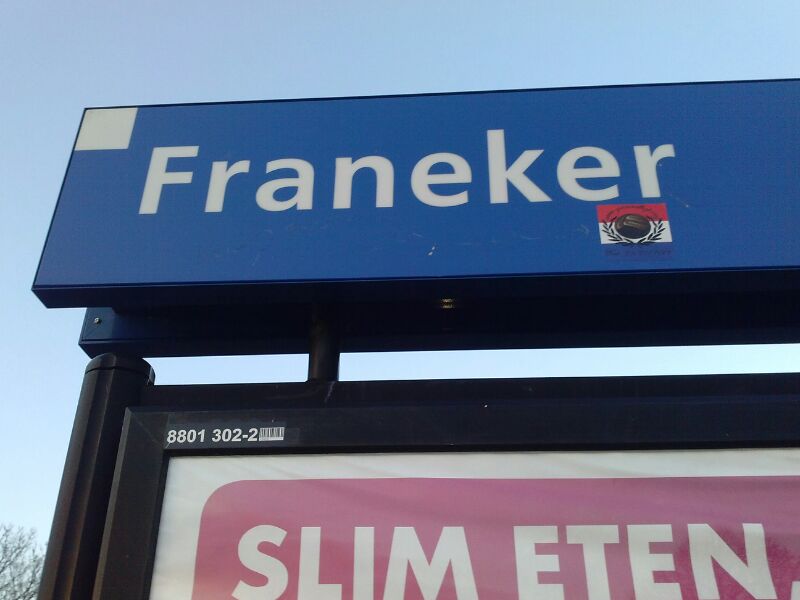 Franeker
8801 302-2
SLIM ETEN,